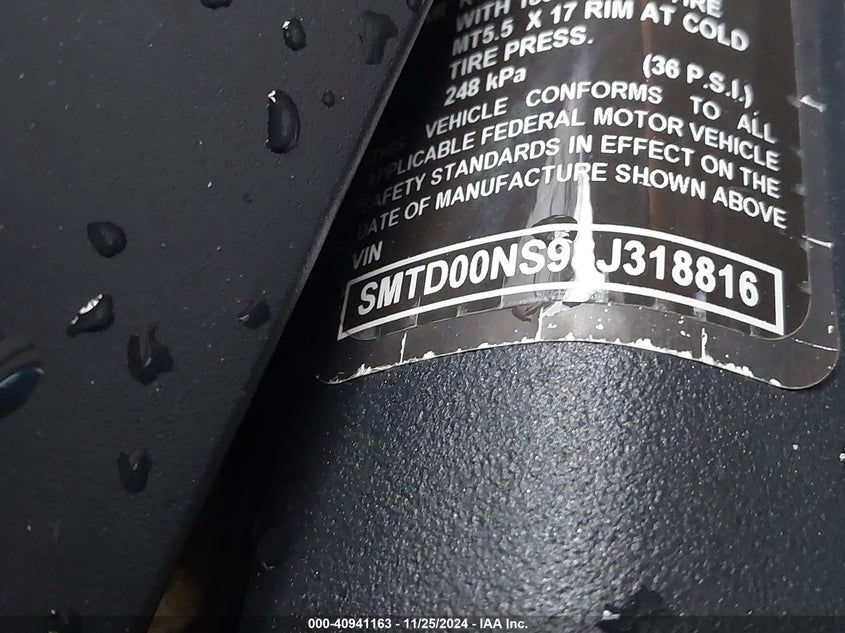 WITH
MT5.5 X 17 RIM AT COLD
TIRE PRESS.
248 kPa (36 P.S.I.)
THIS VEHICLE CONFORMS TO ALL
APPLICABLE FEDERAL MOTOR VEHICLE
SAFETY STANDARDS IN EFFECT ON THE
DATE OF MANUFACTURE SHOWN ABOVE
VIN
000-40941163 - 11/25/2024 - IAA Inc.